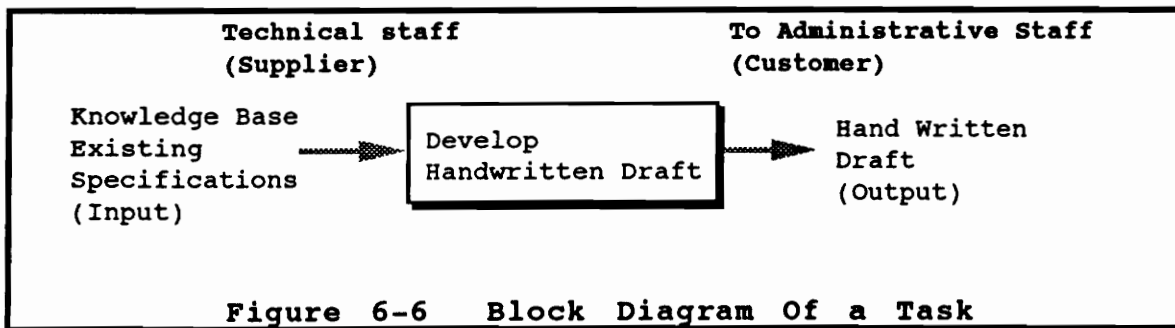 Technical staff
(Supplier)
To Administrative Staff
(Customer)
Knowledge Base
Existing
Specifications
(Input)
Develop
Handwritten Draft
Hand Written
Draft
(Output)
Figure 6-6 Block Diagram Of a Task